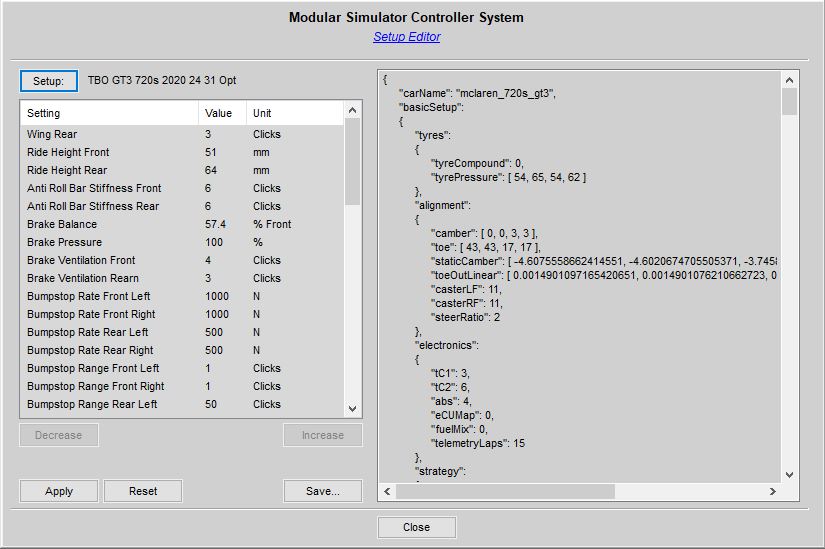 Modular Simulator Controller System
Setup Editor
Setup: TBO GT3 720s 2020 24 31 Opt
Setting Value Unit
Wing Rear 3 Clicks
Ride Height Front 51 mm
Ride Height Rear 64 mm
Anti Roll Bar Stiffness Front 6 Clicks
Anti Roll Bar Stiffness Rear 6 Clicks
Brake Balance 57.4 % Front
Brake Pressure 100 %
Brake Ventilation Front 4 Clicks
Brake Ventilation Rearn 3 Clicks
Bumpstop Rate Front Left 1000 N
Bumpstop Rate Front Right 1000 N
Bumpstop Rate Rear Left 500 N
Bumpstop Rate Rear Right 500 N
Bumpstop Range Front Left 1 Clicks
Bumpstop Range Front Right 1 Clicks
Bumpstop Range Rear Left 50 Clicks
Decrease Increase
Apply Reset Save...
{
"carName": "mclaren_720s_gt3",
"basicSetup":
{
"tyres":
{
"tyreCompound": 0,
"tyrePressure": [ 54, 65, 54, 62 ]
},
"alignment":
{
"camber": [ 0, 0, 3, 3 ],
"toe": [ 43, 43, 17, 17 ],
"staticCamber": [ -4.6075558662414551, -4.6020674705505371, -3.7458
"toeOutLinear": [ 0.0014901097165420651, 0.0014901076210662723, 0
"casterLF": 11,
"casterRF": 11,
"steerRatio": 2
},
"electronics":
{
"tC1": 3,
"tC2": 6,
"abs": 4,
"eCUMap": 0,
"fuelMix": 0,
"telemetryLaps": 15
},
"strategy":
Close